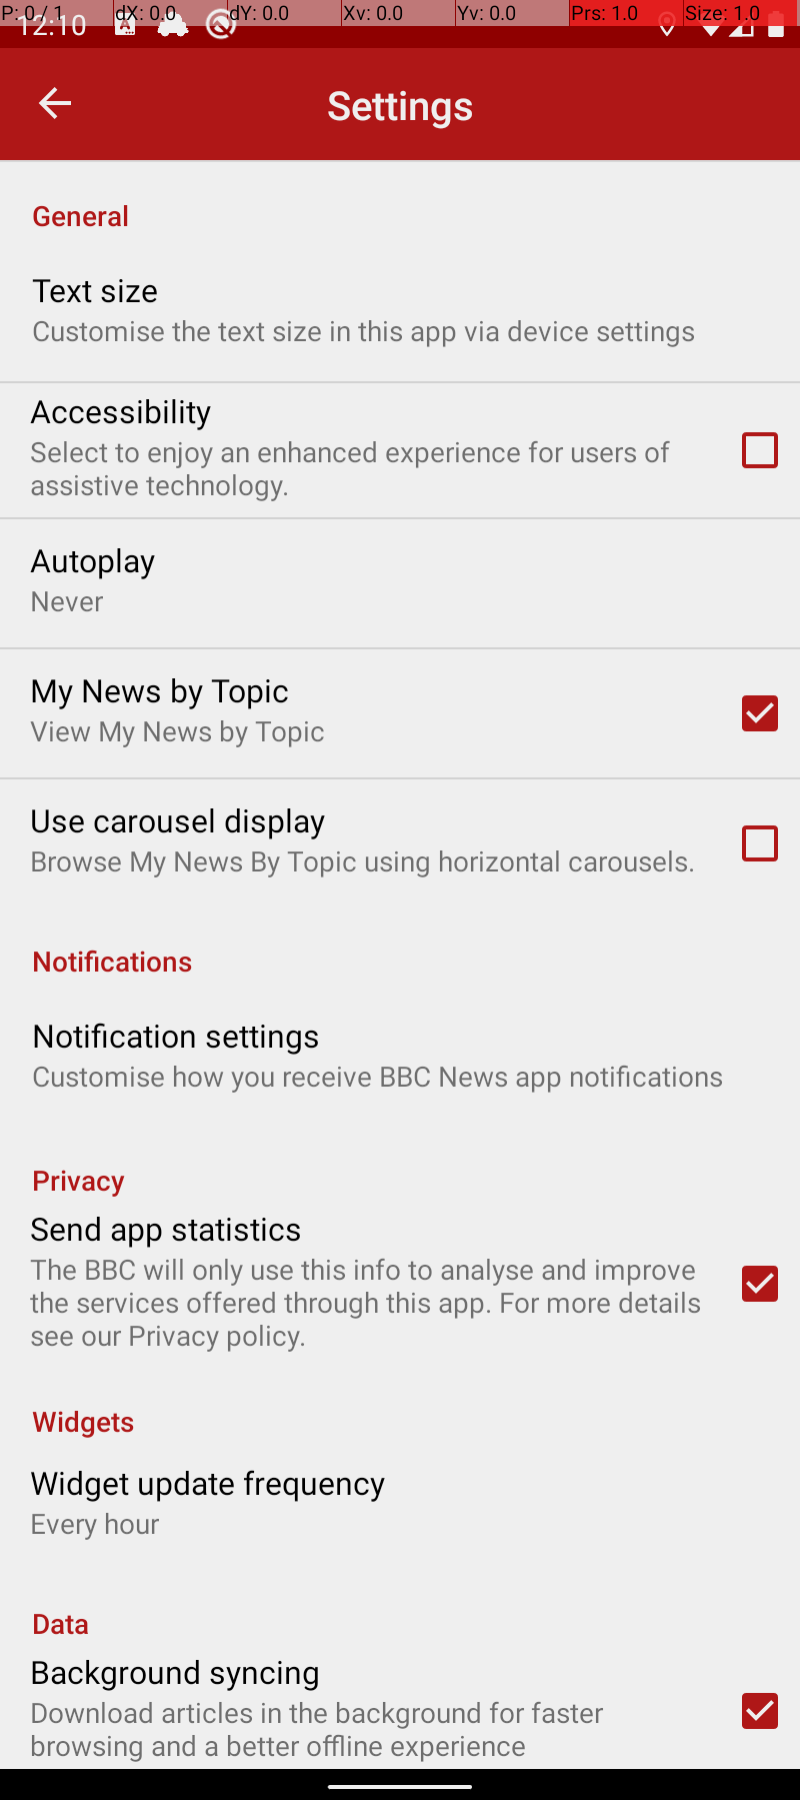 P: 0 / 1 dX: 0.0 dY: 0.0 Xv: 0.0 Yv: 0.0 Prs: 1.0 Size: 1.0
12:10
Settings
General
Text size
Customise the text size in this app via device settings
Accessibility
Select to enjoy an enhanced experience for users of
assistive technology.
Autoplay
Never
My News by Topic
View My News by Topic
Use carousel display
Browse My News By Topic using horizontal carousels.
Notifications
Notification settings
Customise how you receive BBC News app notifications
Privacy
Send app statistics
The BBC will only use this info to analyse and improve
the services offered through this app. For more details
see our Privacy policy.
Widgets
Widget update frequency
Every hour
Data
Background syncing
Download articles in the background for faster
browsing and a better offline experience